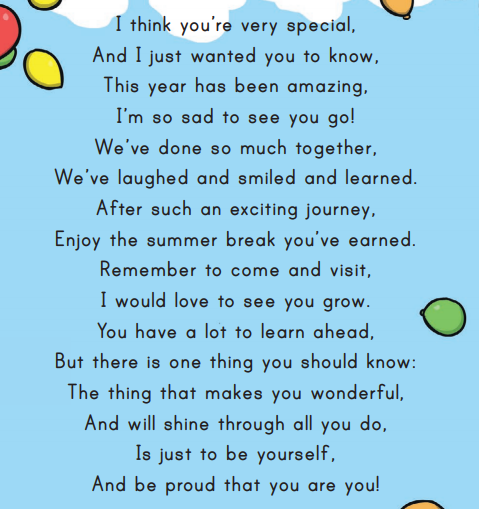 I think you're very special,
And I just wanted you to know,
This year has been amazing,
I'm so sad to see you go!
We've done so much together,
We've laughed and smiled and learned.
After such an exciting journey,
Enjoy the summer break you've earned.
Remember to come and visit,
I would love to see you grow.
You have a lot to learn ahead,
But there is one thing you should know:
The thing that makes you wonderful,
And will shine through all you do,
Is just to be yourself,
And be proud that you are you!